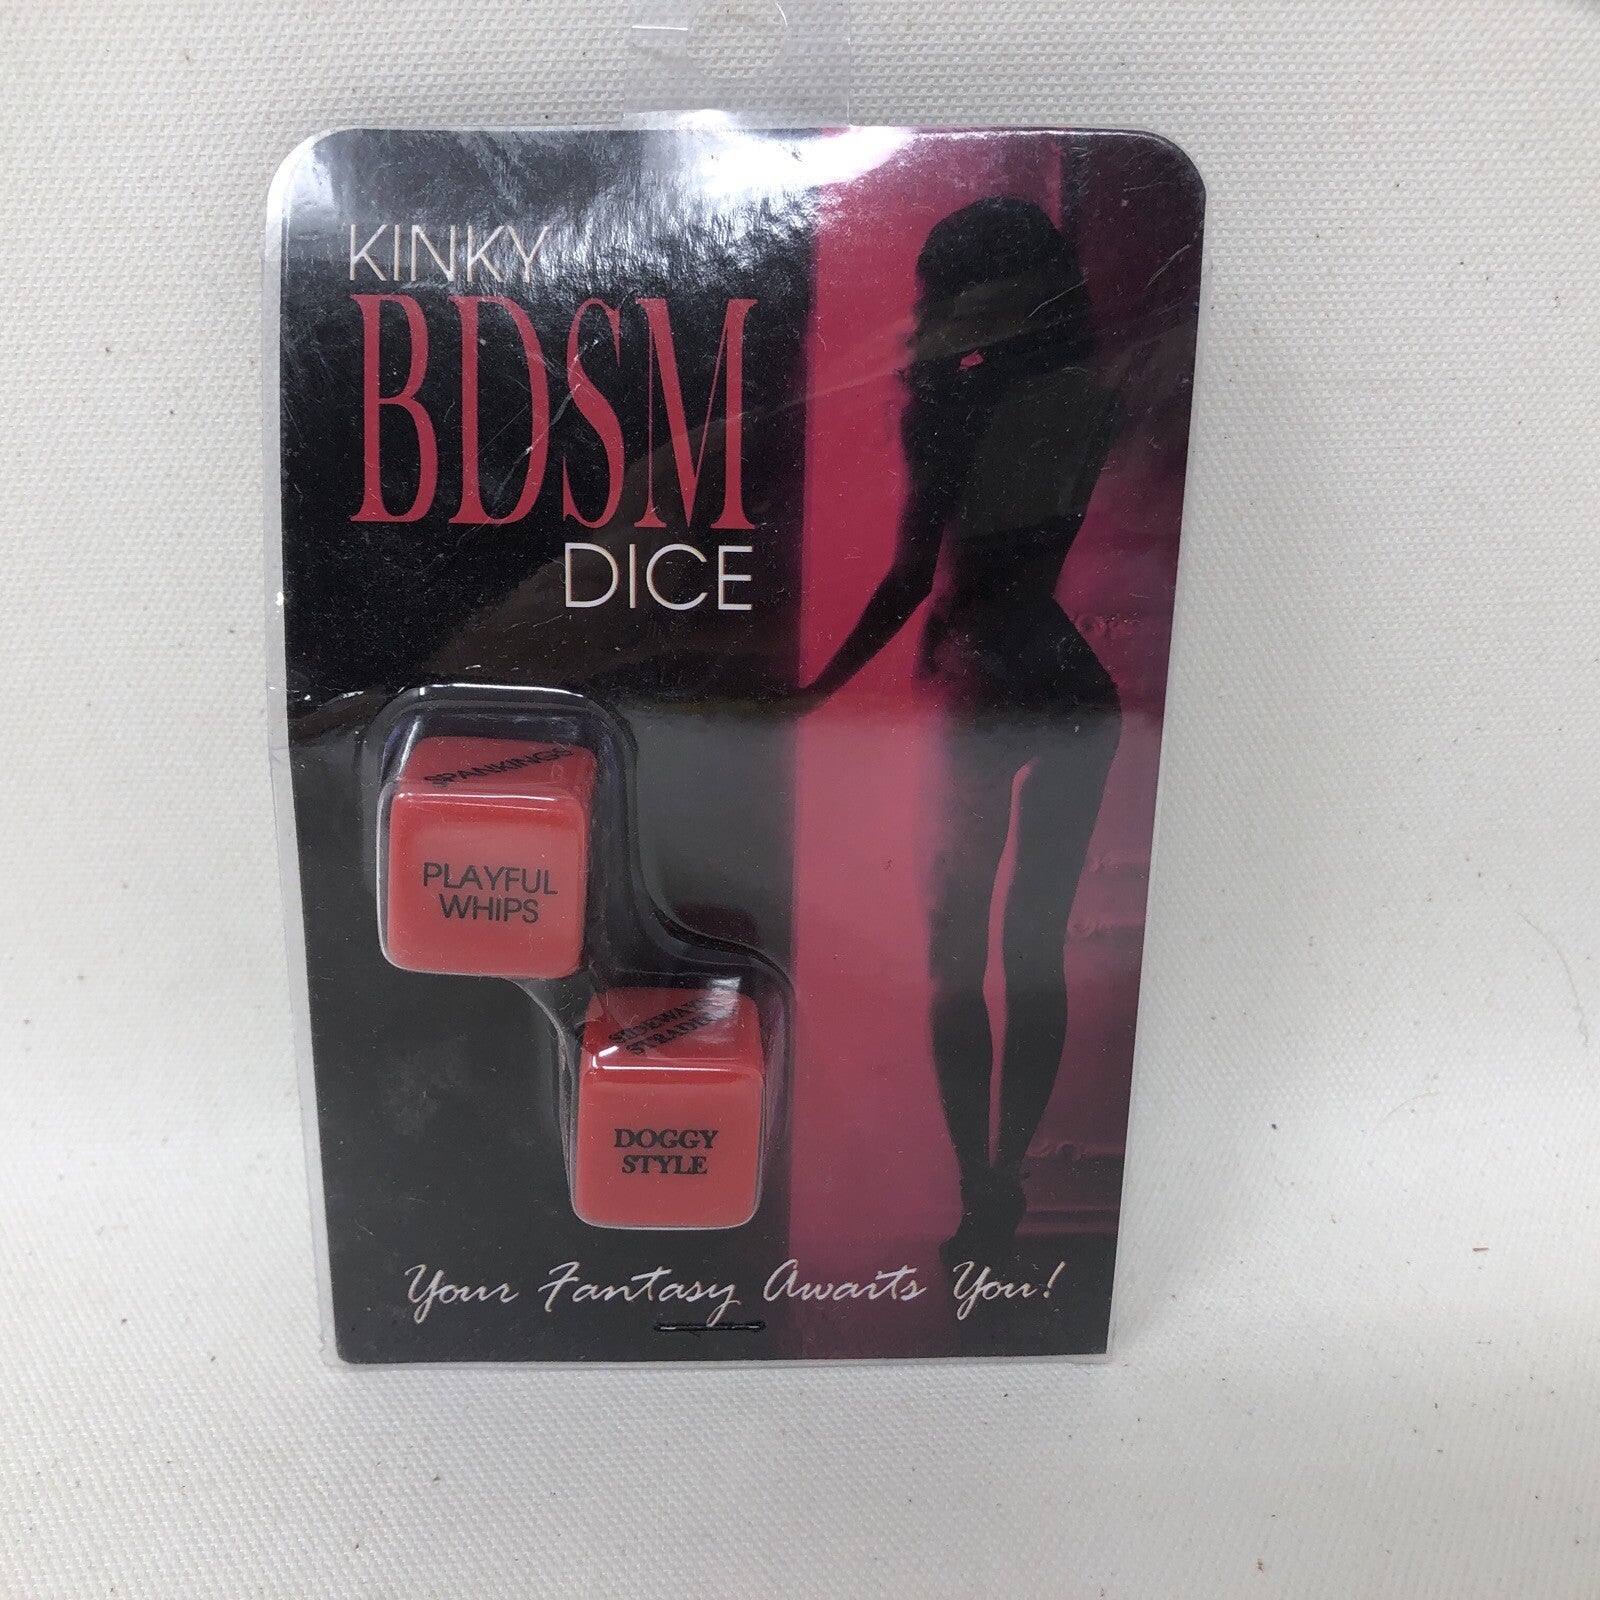 KINKY
BDSM
DICE
SPANKINGS
PLAYFUL
WHIPS
DOGGY
STYLE
Your Fantasy Awaits You!